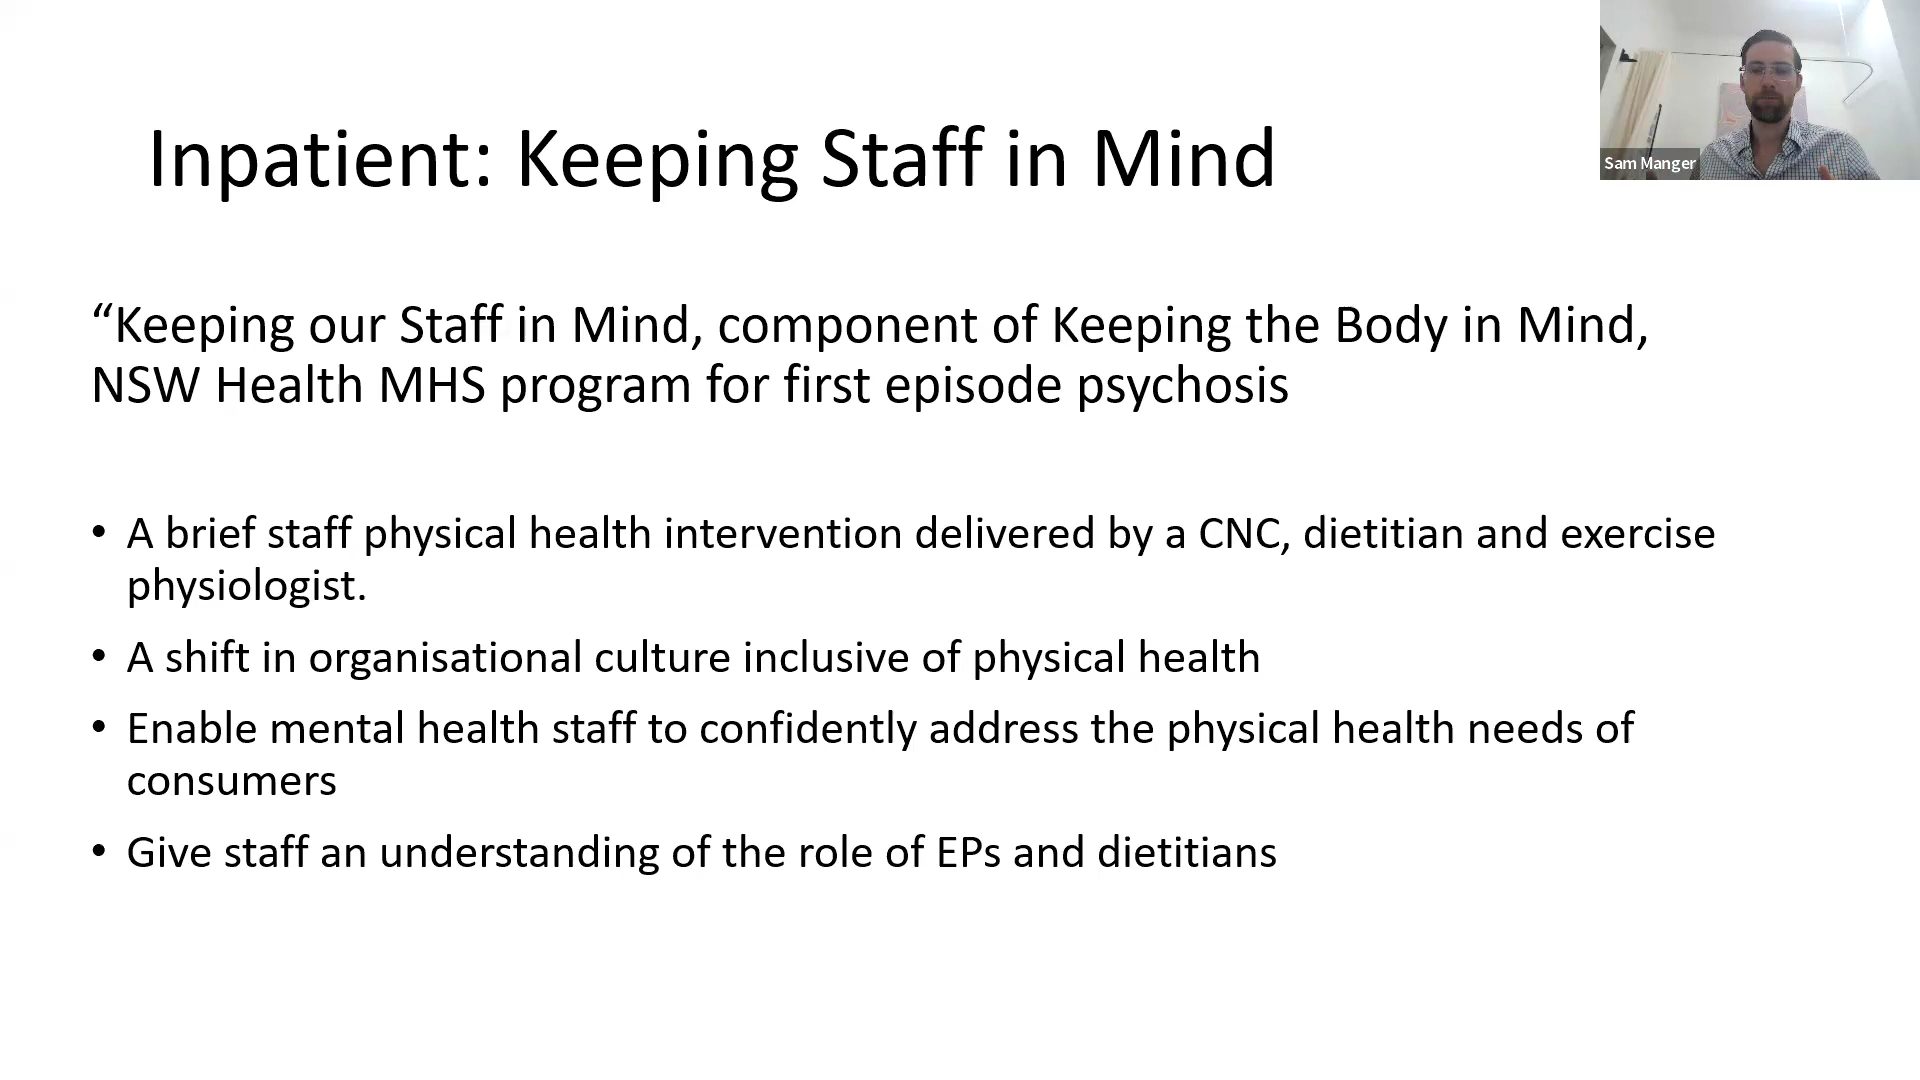 Inpatient: Keeping Staff in Mind
Sam Manger
“Keeping our Staff in Mind, component of Keeping the Body in Mind,
NSW Health MHS program for first episode psychosis
• A brief staff physical health intervention delivered by a CNC, dietitian and exercise
physiologist.
• A shift in organisational culture inclusive of physical health
• Enable mental health staff to confidently address the physical health needs of
consumers
• Give staff an understanding of the role of EPs and dietitians